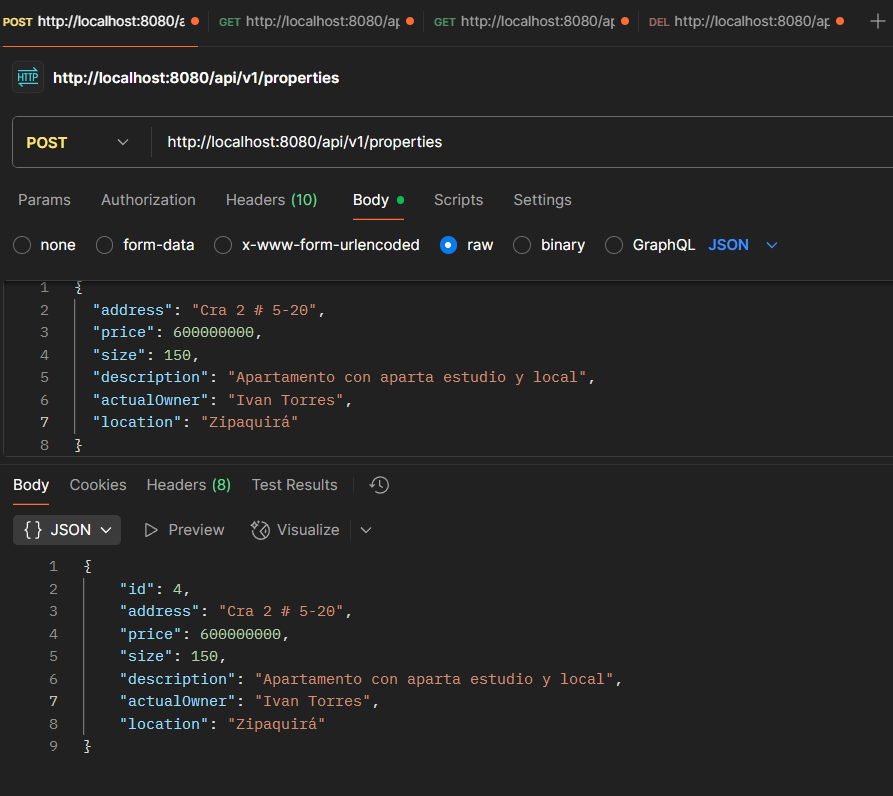 POST http://localhost:8080/a GET http://localhost:8080/ap GET http://localhost:8080/ap DEL http://localhost:8080/ap
HTTP http://localhost:8080/api/v1/properties
POST http://localhost:8080/api/v1/properties
Params Authorization Headers (10) Body Scripts Settings
none form-data x-www-form-urlencoded raw binary GraphQL JSON
1 {
2 "address": "Cra 2 # 5-20",
3 "price": 600000000,
4 "size": 150,
5 "description": "Apartamento con aparta estudio y local",
6 "actualOwner": "Ivan Torres",
7 "location": "Zipaquirá"
8 }
Body Cookies Headers (8) Test Results
{} JSON Preview Visualize
1 {
2 "id": 4,
3 "address": "Cra 2 # 5-20",
4 "price": 600000000,
5 "size": 150,
6 "description": "Apartamento con aparta estudio y local",
7 "actualOwner": "Ivan Torres",
8 "location": "Zipaquirá"
9 }